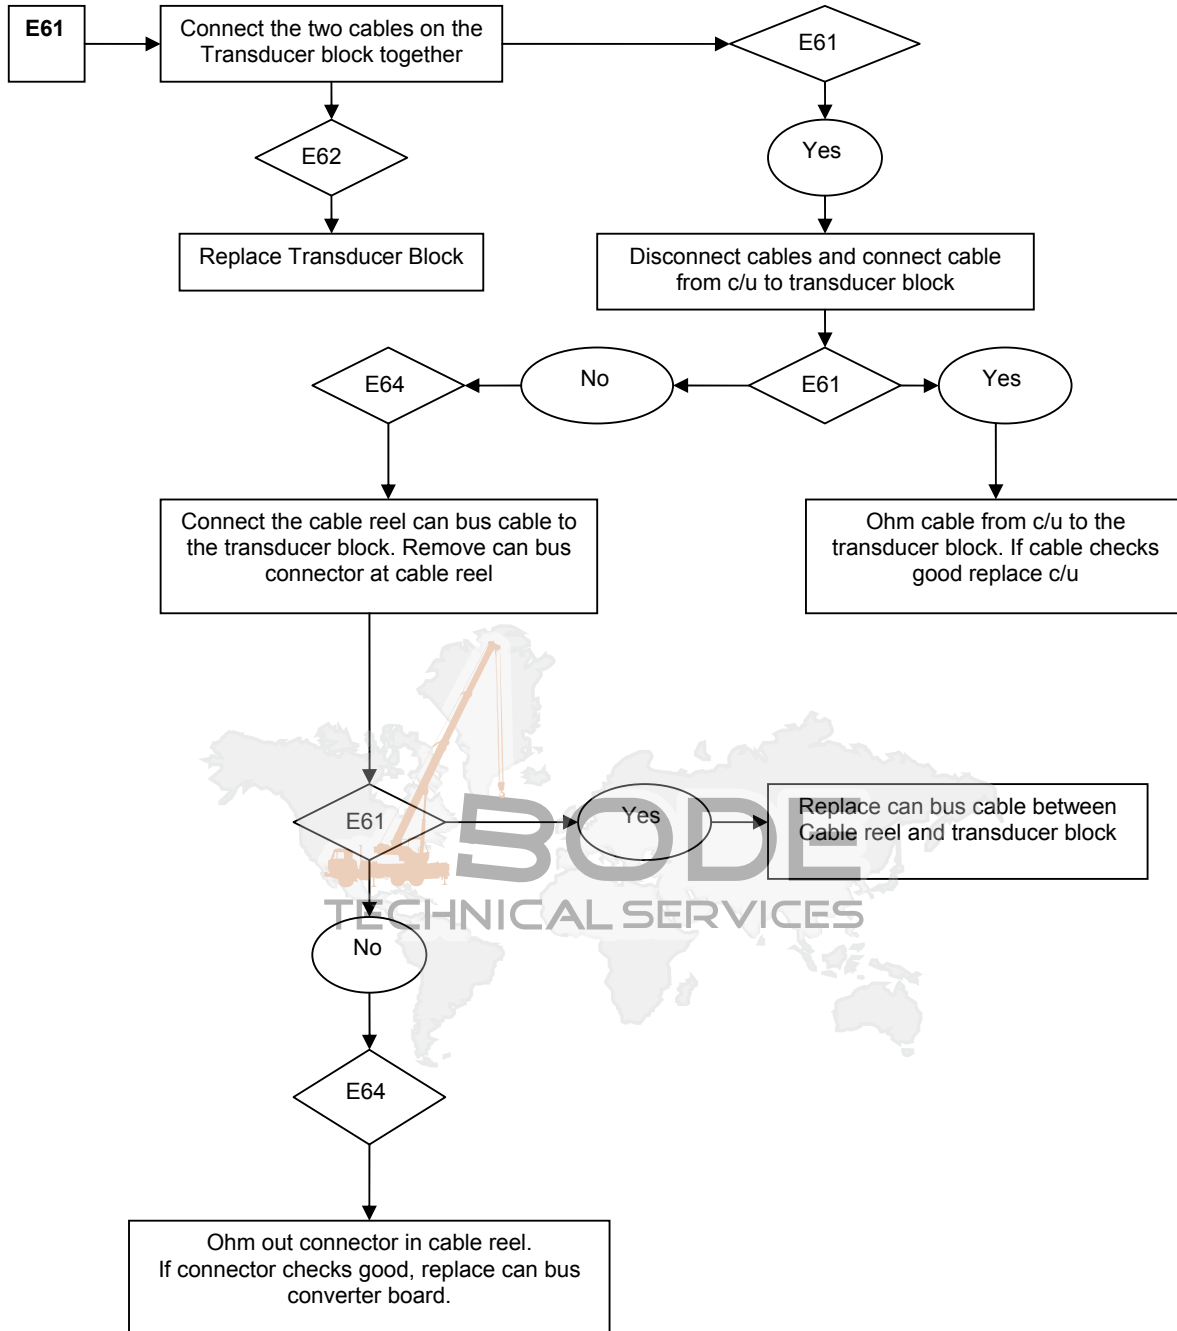 E61
Connect the two cables on the
Transducer block together
E61
E62
Yes
Replace Transducer Block
Disconnect cables and connect cable
from c/u to transducer block
E64
No
E61
Yes
Connect the cable reel can bus cable to
the transducer block. Remove can bus
connector at cable reel
Ohm cable from c/u to the
transducer block. If cable checks
good replace c/u
E61
Yes
Replace can bus cable between
Cable reel and transducer block
BODE
TECHNICAL SERVICES
No
E64
Ohm out connector in cable reel.
If connector checks good, replace can bus
converter board.